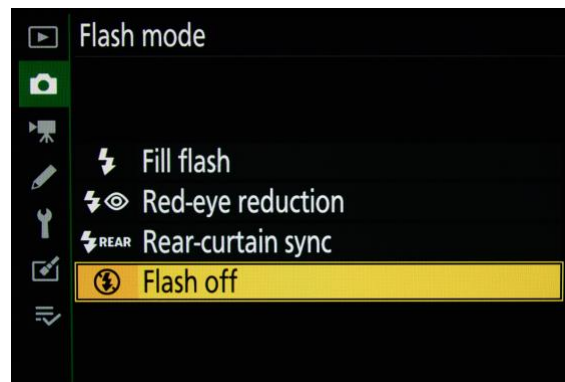 Flash mode
Fill flash
Red-eye reduction
REAR Rear-curtain sync
Flash off